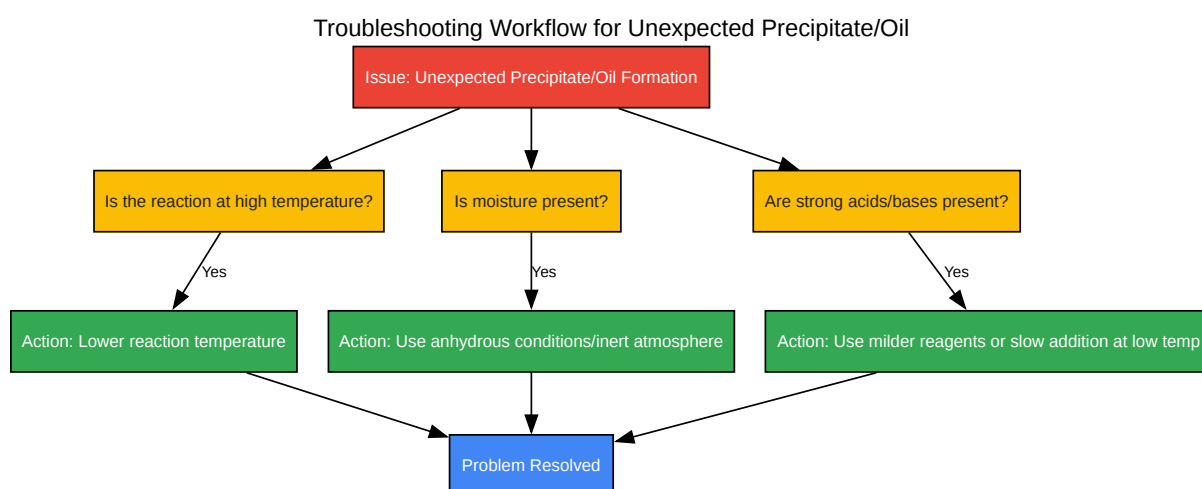 Troubleshooting Workflow for Unexpected Precipitate/Oil
Issue: Unexpected Precipitate/Oil Formation
Is the reaction at high temperature?
Is moisture present?
Are strong acids/bases present?
Yes
Yes
Yes
Action: Lower reaction temperature
Action: Use anhydrous conditions/inert atmosphere
Action: Use milder reagents or slow addition at low temp
Problem Resolved